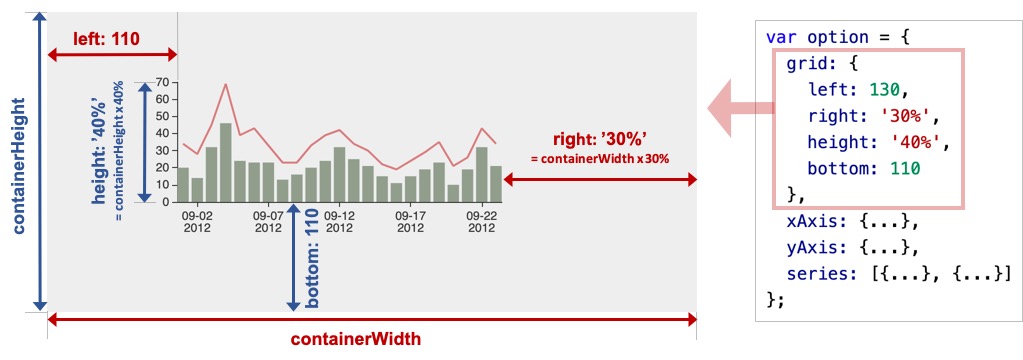 left: 110
containerHeight
height: '40%'
= containerHeight x 40%
70
60
50
40
30
20
10
0
09-02
2012
09-07
2012
09-12
2012
09-17
2012
09-22
2012
right: '30%'
= containerWidth x 30%
bottom: 110
containerWidth
var option = {
grid: {
left: 130,
right: '30%',
height: '40%',
bottom: 110
},
xAxis: {...},
yAxis: {...},
series: [{...}, {...}]
};